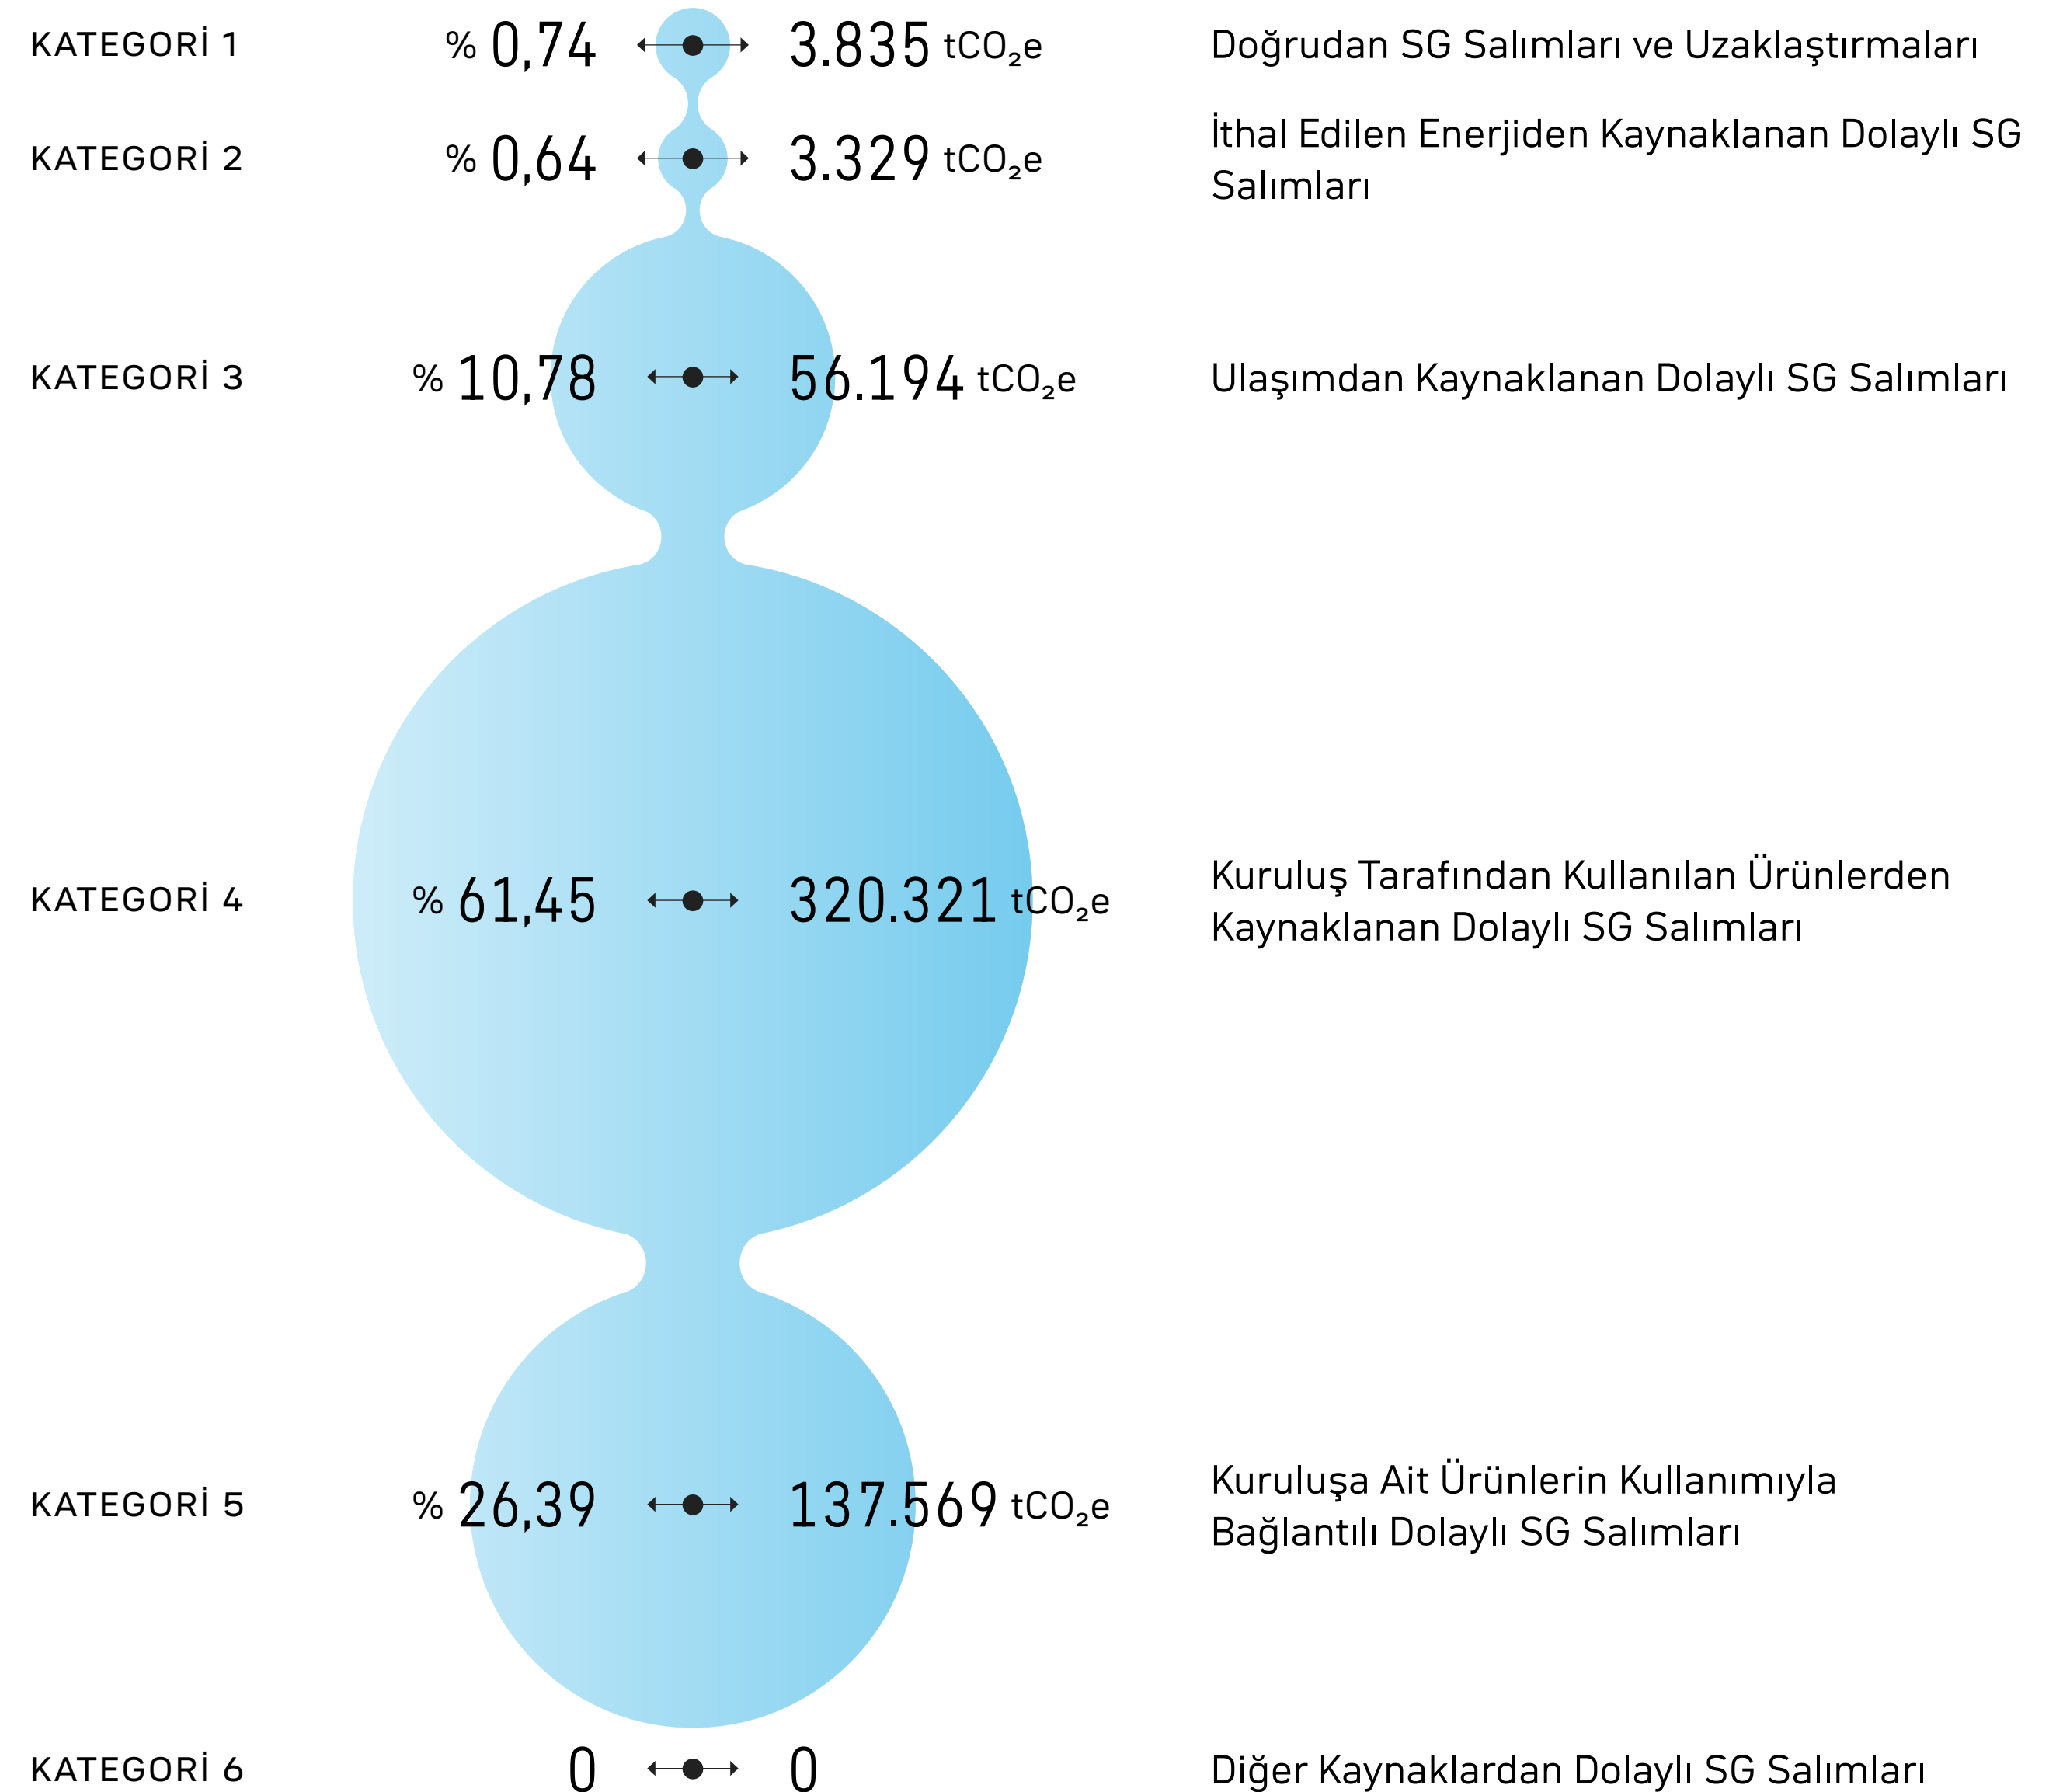 KATEGORİ 1 % 0,74 3.835 tCO₂e Doğrudan SG Salımları ve Uzaklaştırmaları
KATEGORİ 2 % 0,64 3.329 tCO₂e İthal Edilen Enerjiden Kaynaklanan Dolaylı SG
Salımları
KATEGORİ 3 % 10,78 56.194 tCO₂e Ulaşımdan Kaynaklanan Dolaylı SG Salımları
KATEGORİ 4 % 61,45 320.321 tCO₂e Kuruluş Tarafından Kullanılan Ürünlerden
Kaynaklanan Dolaylı SG Salımları
KATEGORİ 5 % 26,39 137.569 tCO₂e Kuruluşa Ait Ürünlerin Kullanımıyla
Bağlantılı Dolaylı SG Salımları
KATEGORİ 6 0 0 Diğer Kaynaklardan Dolaylı SG Salımları